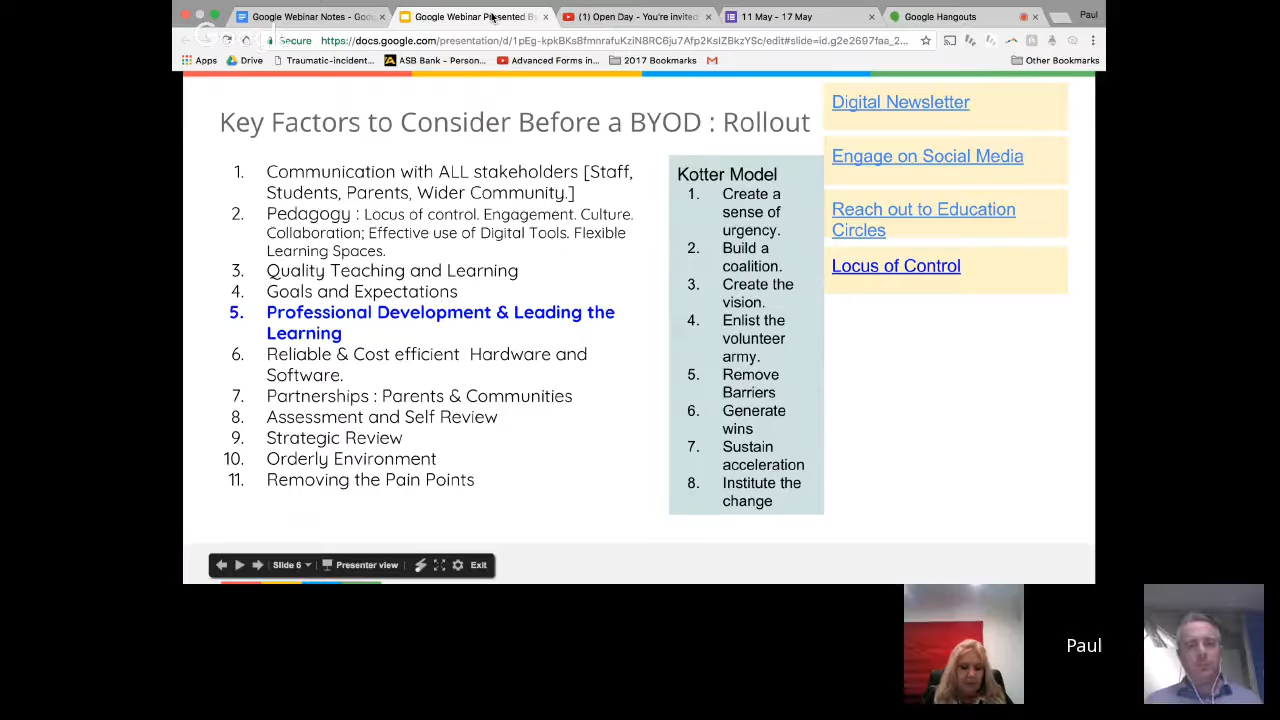 Google Webinar Notes - Goo
Google Webinar Presented By
(1) Open Day - You're invited
11 May - 17 May
Google Hangouts
Paul
Secure
https://docs.google.com/presentation/d/
Apps
Drive
Traumatic-incident...
ASB Bank - Person...
Advanced Forms in...
2017 Bookmarks
Other Bookmarks
Key Factors to Consider Before a BYOD : Rollout
1. Communication with ALL stakeholders [Staff,
Students, Parents, Wider Community.]
2. Pedagogy : Locus of control. Engagement. Culture.
Collaboration; Effective use of Digital Tools. Flexible
Learning Spaces.
3. Quality Teaching and Learning
4. Goals and Expectations
5. Professional Development & Leading the
Learning
6. Reliable & Cost efficient Hardware and
Software.
7. Partnerships : Parents & Communities
8. Assessment and Self Review
9. Strategic Review
10. Orderly Environment
11. Removing the Pain Points
Kotter Model
1. Create a
sense of
urgency.
2. Build a
coalition.
3. Create the
vision.
4. Enlist the
volunteer
army.
5. Remove
Barriers
6. Generate
wins
7. Sustain
acceleration
8. Institute the
change
Digital Newsletter
Engage on Social Media
Reach out to Education
Circles
Locus of Control
Slide 6
Presenter view
Exit
Paul